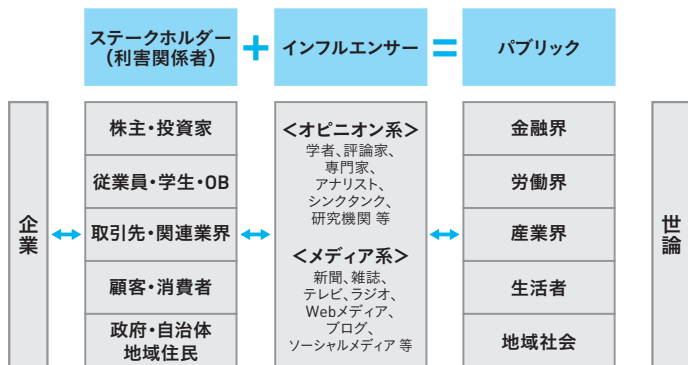 ステークホルダー
(利害関係者)
+
インフルエンサー
=
パブリック
企業
株主・投資家
従業員・学生・OB
取引先・関連業界
顧客・消費者
政府・自治体
地域住民
＜オピニオン系＞
学者、評論家、
専門家、
アナリスト、
シンクタンク、
研究機関 等
＜メディア系＞
新聞、雑誌、
テレビ、ラジオ、
Webメディア、
ブログ、
ソーシャルメディア 等
金融界
労働界
産業界
生活者
地域社会
世論